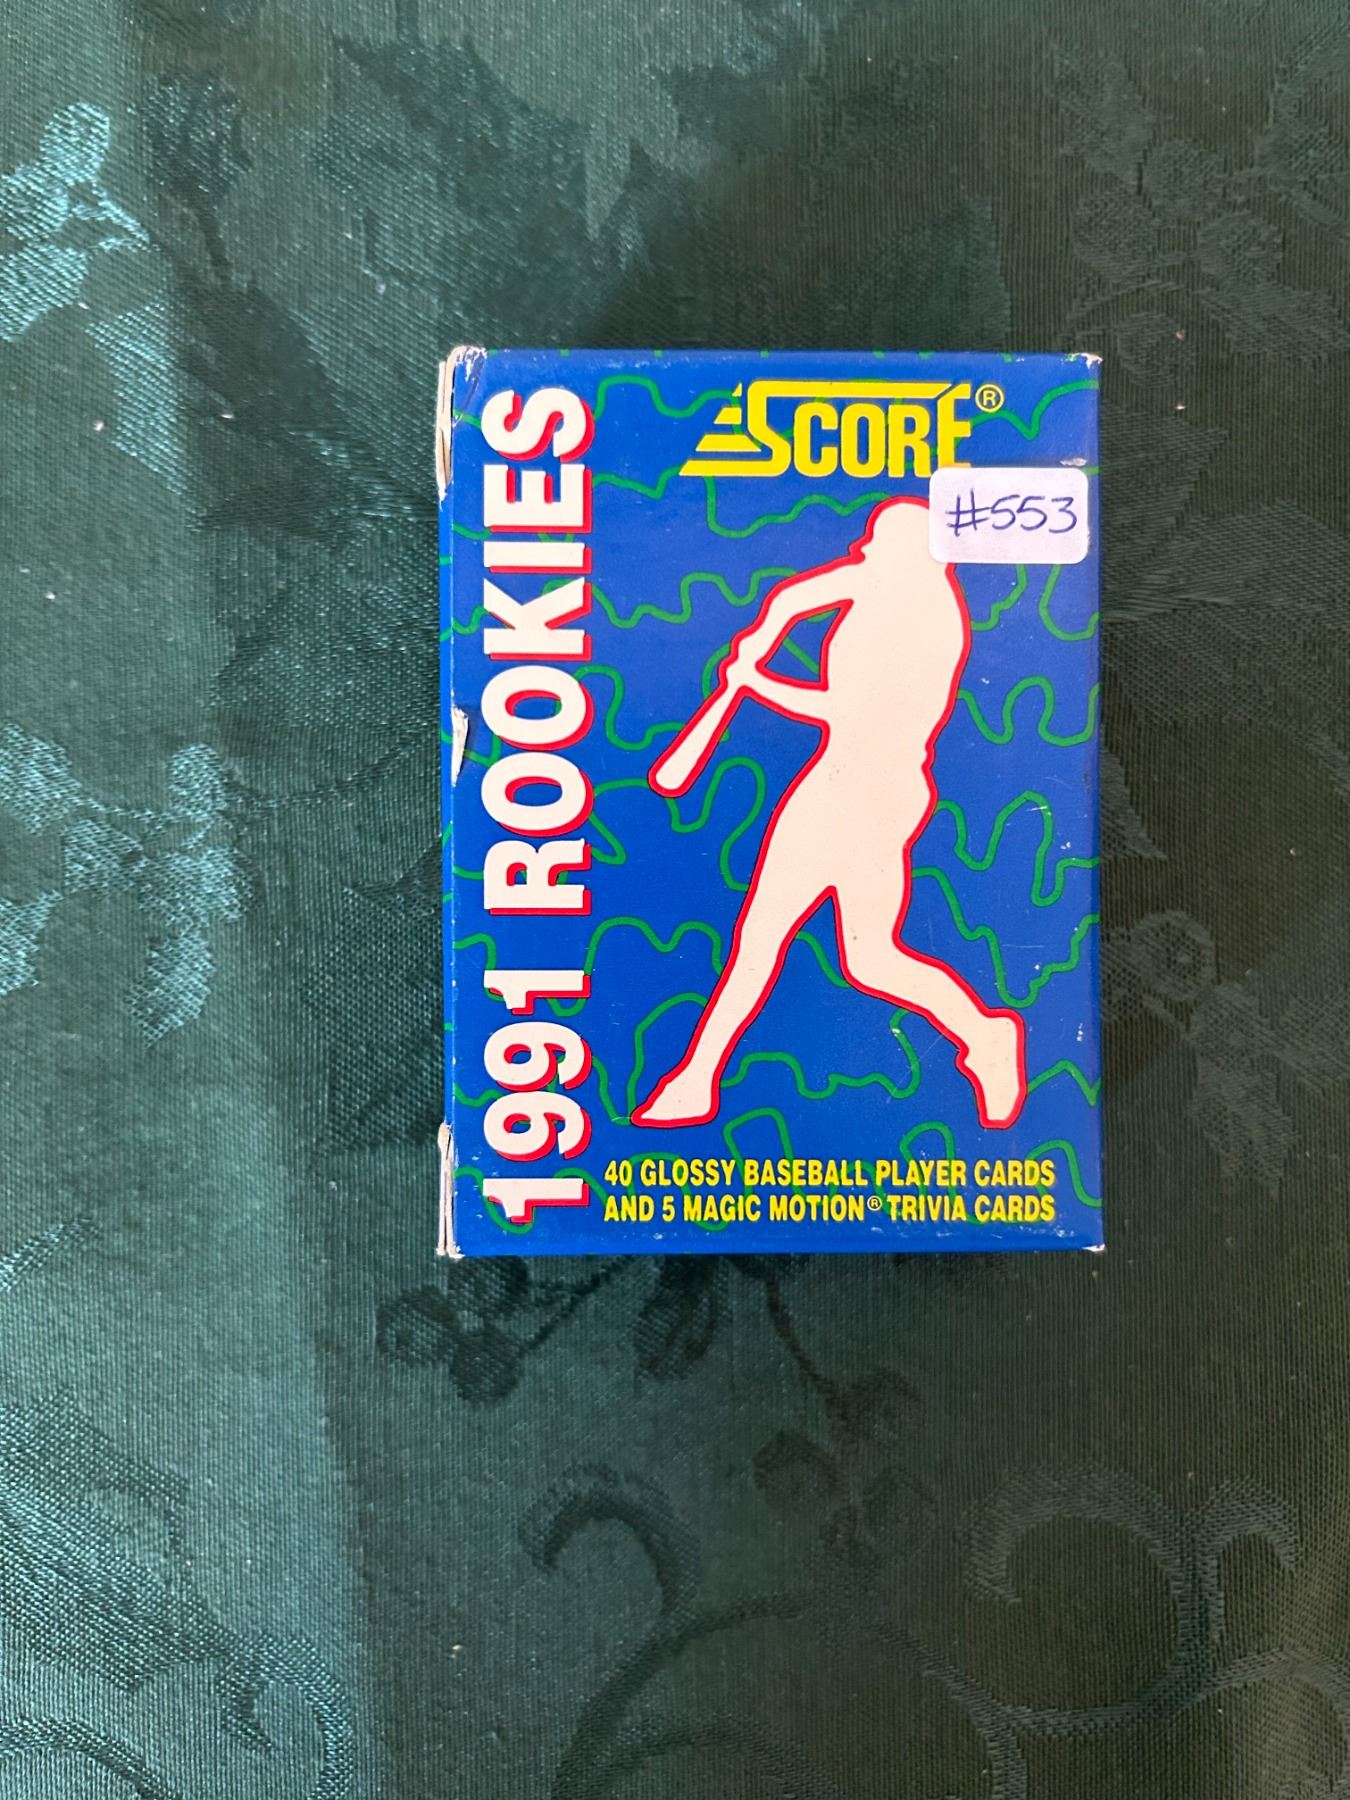 SCORE®
#553
1991 ROOKIES
40 GLOSSY BASEBALL PLAYER CARDS
AND 5 MAGIC MOTION® TRIVIA CARDS